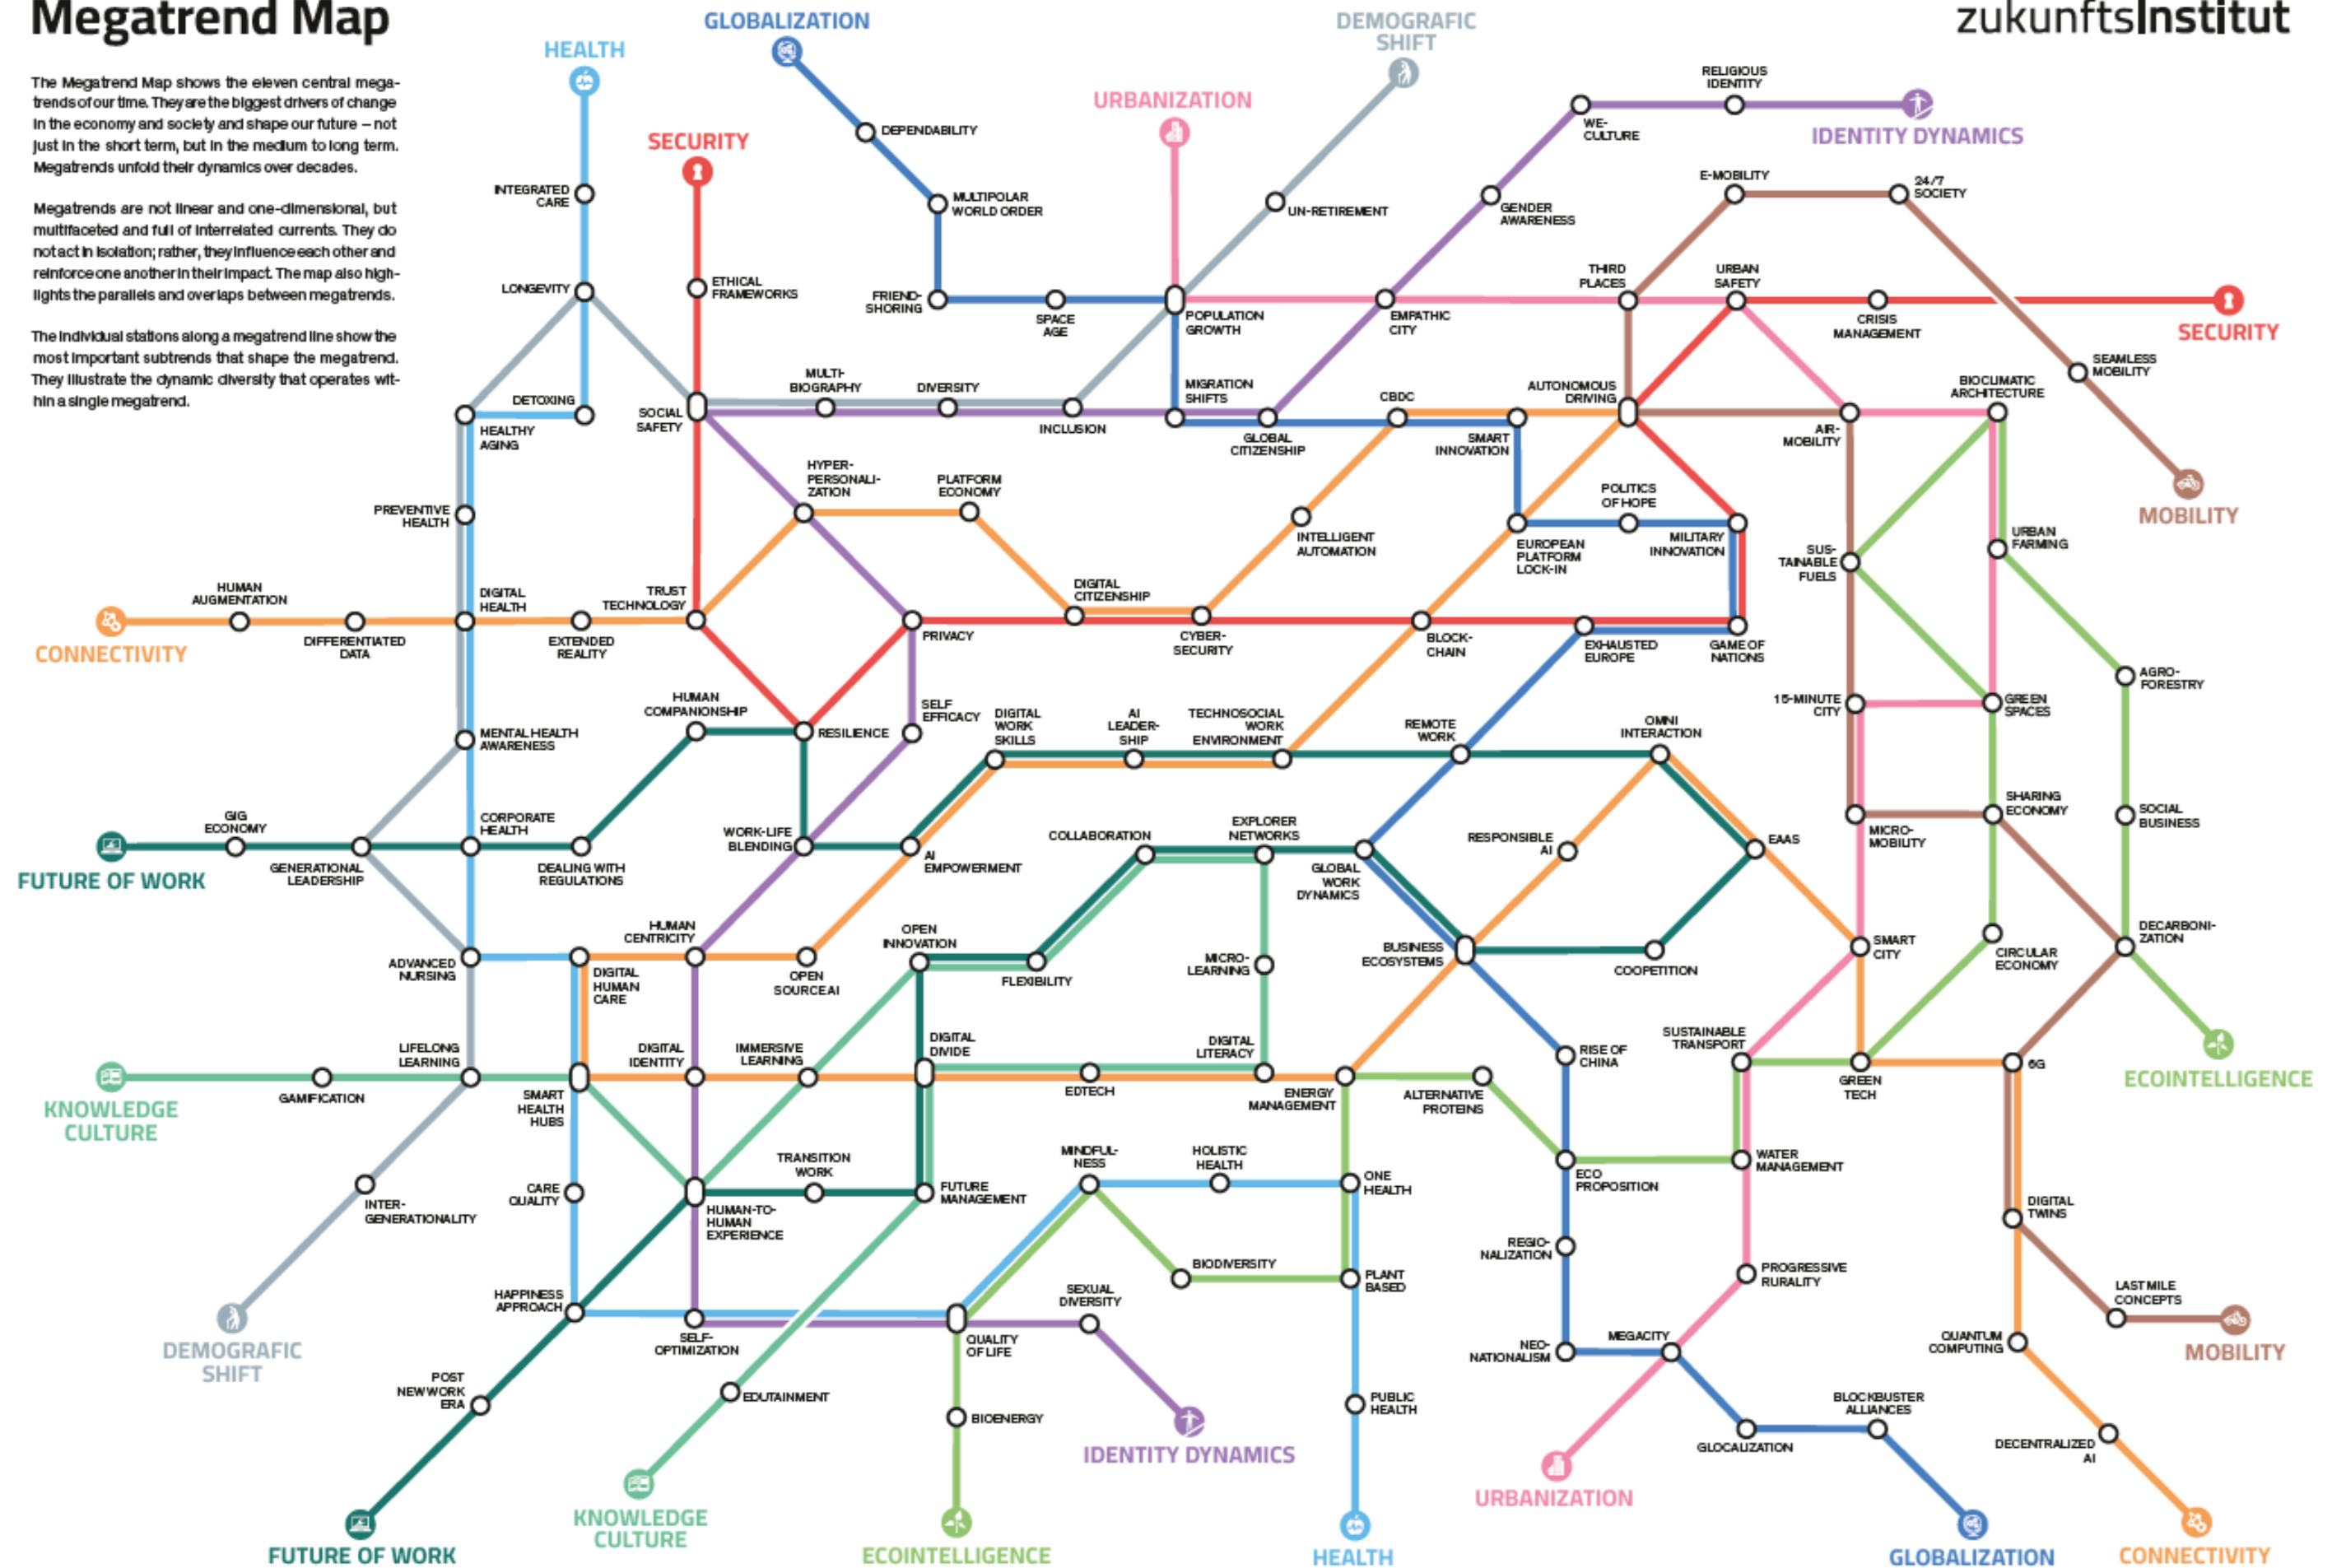 Megatrend Map
zukunftsInstitut
The Megatrend Map shows the eleven central mega-
trends of our time. They are the biggest drivers of change
in the economy and society and shape our future – not
just in the short term, but in the medium to long term.
Megatrends unfold their dynamics over decades.
Megatrends are not linear and one-dimensional, but
multifaceted and full of interrelated currents. They do
not act in isolation; rather, they influence each other and
reinforce one another in their impact. The map also high-
lights the parallels and overlaps between megatrends.
The individual stations along a megatrend line show the
most important subtrends that shape the megatrend.
They illustrate the dynamic diversity that operates wit-
hin a single megatrend.
GLOBALIZATION
DEMOGRAFIC
SHIFT
HEALTH
URBANIZATION
SECURITY
RELIGIOUS
IDENTITY
WE-
CULTURE
IDENTITY DYNAMICS
DEPENDABILITY
INTEGRATED
CARE
MULTIPOLAR
WORLD ORDER
UN-RETIREMENT
GENDER
AWARENESS
E-MOBILITY
24/7
SOCIETY
LONGEVITY
ETHICAL
FRAMEWORKS
FRIEND-
SHORING
SPACE
AGE
POPULATION
GROWTH
EMPATHIC
CITY
THIRD
PLACES
URBAN
SAFETY
CRISIS
MANAGEMENT
SECURITY
SEAMLESS
MOBILITY
DETOXING
HEALTHY
AGING
SOCIAL
SAFETY
MULTI-
BIOGRAPHY
DIVERSITY
INCLUSION
MIGRATION
SHIFTS
GLOBAL
CITIZENSHIP
CBDC
SMART
INNOVATION
AUTONOMOUS
DRIVING
AIR-
MOBILITY
BIOCLIMATIC
ARCHITECTURE
MOBILITY
PREVENTIVE
HEALTH
HYPER-
PERSONALI-
ZATION
PLATFORM
ECONOMY
INTELLIGENT
AUTOMATION
EUROPEAN
PLATFORM
LOCK-IN
POLITICS
OF HOPE
MILITARY
INNOVATION
SUS-
TAINABLE
FUELS
URBAN
FARMING
CONNECTIVITY
HUMAN
AUGMENTATION
DIFFERENTIATED
DATA
DIGITAL
HEALTH
EXTENDED
REALITY
TRUST
TECHNOLOGY
PRIVACY
DIGITAL
CITIZENSHIP
CYBER-
SECURITY
BLOCK-
CHAIN
EXHAUSTED
EUROPE
GAME OF
NATIONS
AGRO-
FORESTRY
MENTAL HEALTH
AWARENESS
HUMAN
COMPANIONSHIP
RESILIENCE
SELF
EFFICACY
DIGITAL
WORK
SKILLS
AI
LEADER-
SHIP
TECHNOSOCIAL
WORK
ENVIRONMENT
REMOTE
WORK
OMNI
INTERACTION
15-MINUTE
CITY
GREEN
SPACES
FUTURE OF WORK
GIG
ECONOMY
GENERATIONAL
LEADERSHIP
CORPORATE
HEALTH
DEALING WITH
REGULATIONS
WORK-LIFE
BLENDING
AI
EMPOWERMENT
COLLABORATION
EXPLORER
NETWORKS
GLOBAL
WORK
DYNAMICS
RESPONSIBLE
AI
EAAS
MICRO-
MOBILITY
SHARING
ECONOMY
SOCIAL
BUSINESS
ADVANCED
NURSING
DIGITAL
HUMAN
CARE
HUMAN
CENTRICITY
OPEN
SOURCE AI
OPEN
INNOVATION
FLEXIBILITY
MICRO-
LEARNING
BUSINESS
ECOSYSTEMS
COOPETITION
SMART
CITY
CIRCULAR
ECONOMY
DECARBONI-
ZATION
KNOWLEDGE
CULTURE
GAMIFICATION
LIFELONG
LEARNING
SMART
HEALTH
HUBS
DIGITAL
IDENTITY
IMMERSIVE
LEARNING
DIGITAL
DIVIDE
EDTECH
DIGITAL
LITERACY
ENERGY
MANAGEMENT
ALTERNATIVE
PROTEINS
RISE OF
CHINA
SUSTAINABLE
TRANSPORT
GREEN
TECH
6G
ECOINTELLIGENCE
INTER-
GENERATIONALITY
CARE
QUALITY
HUMAN-TO-
HUMAN
EXPERIENCE
TRANSITION
WORK
FUTURE
MANAGEMENT
MINDFUL-
NESS
HOLISTIC
HEALTH
ONE
HEALTH
ECO
PROPOSITION
WATER
MANAGEMENT
DIGITAL
TWINS
BIODIVERSITY
PLANT
BASED
REGIO-
NALIZATION
PROGRESSIVE
RURALITY
LAST MILE
CONCEPTS
DEMOGRAFIC
SHIFT
HAPPINESS
APPROACH
SELF-
OPTIMIZATION
QUALITY
OF LIFE
SEXUAL
DIVERSITY
NEO-
NATIONALISM
MEGACITY
QUANTUM
COMPUTING
MOBILITY
POST
NEW WORK
ERA
EDUTAINMENT
BIOENERGY
IDENTITY DYNAMICS
PUBLIC
HEALTH
GLOCALIZATION
BLOCKBUSTER
ALLIANCES
DECENTRALIZED
AI
URBANIZATION
FUTURE OF WORK
KNOWLEDGE
CULTURE
ECOINTELLIGENCE
HEALTH
GLOBALIZATION
CONNECTIVITY